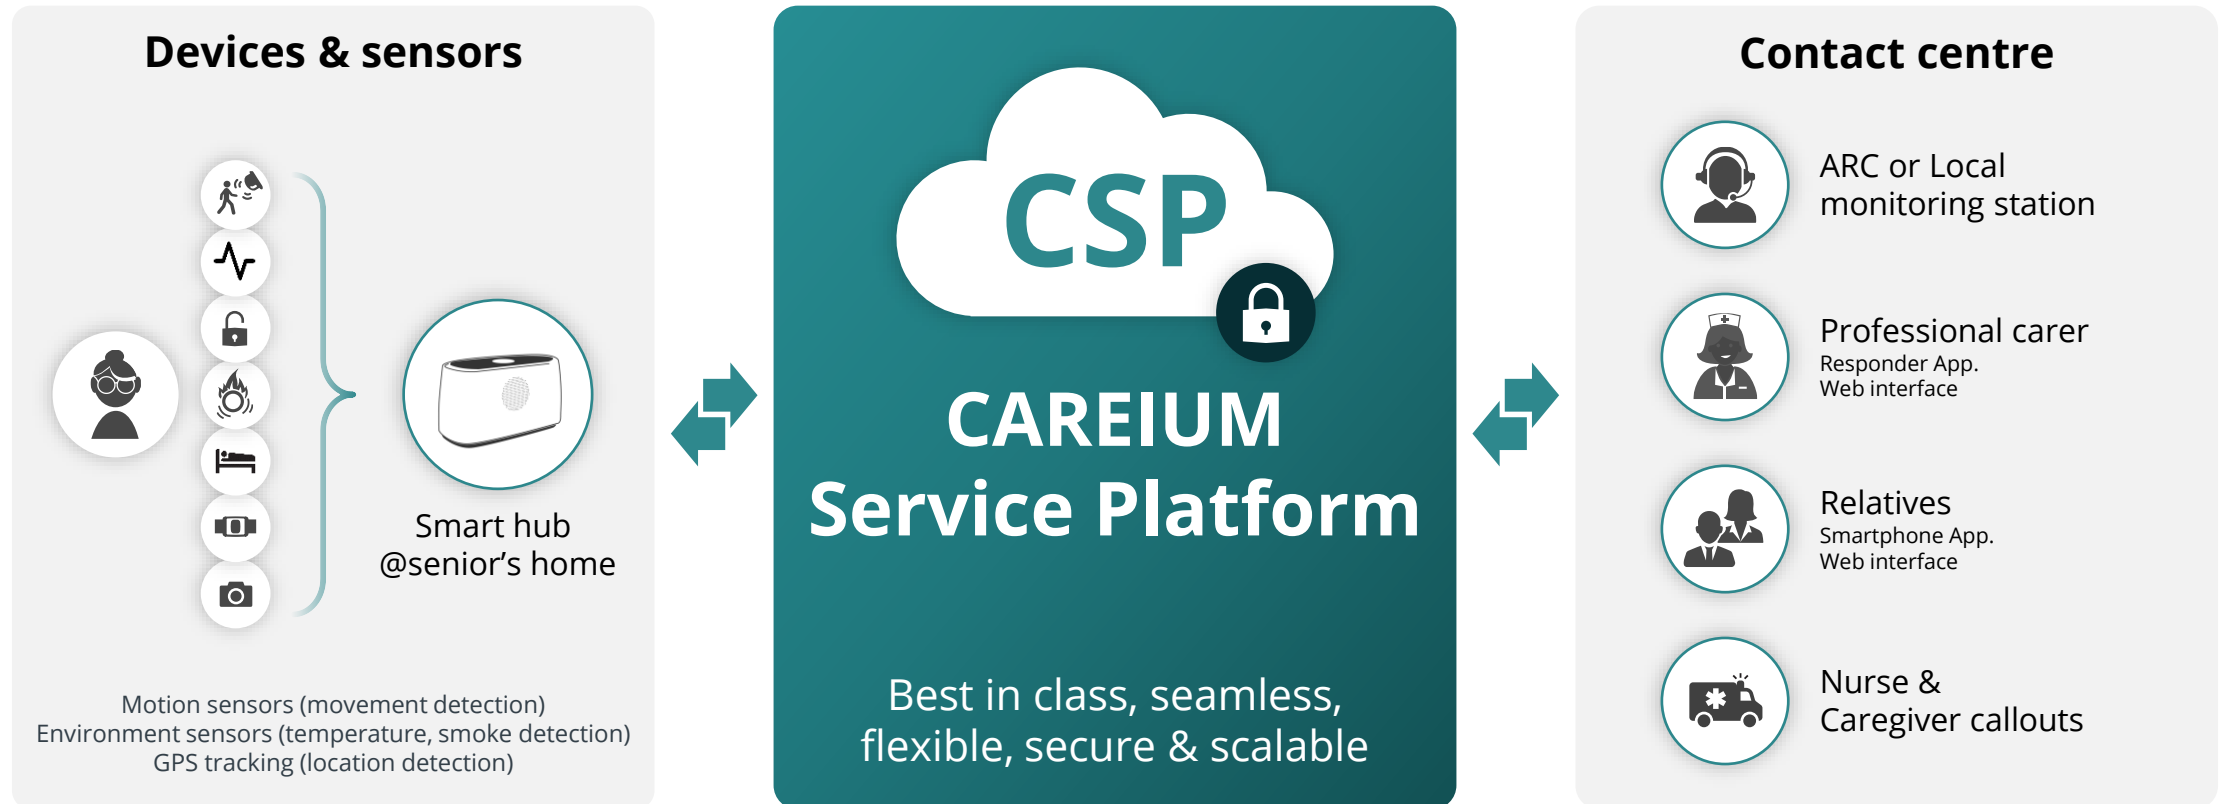 Devices & sensors
Smart hub
@senior's home
Motion sensors (movement detection)
Environment sensors (temperature, smoke detection)
GPS tracking (location detection)
CSP
CAREIUM
Service Platform
Best in class, seamless,
flexible, secure & scalable
Contact centre
ARC or Local
monitoring station
Professional carer
Responder App.
Web interface
Relatives
Smartphone App.
Web interface
Nurse &
Caregiver callouts